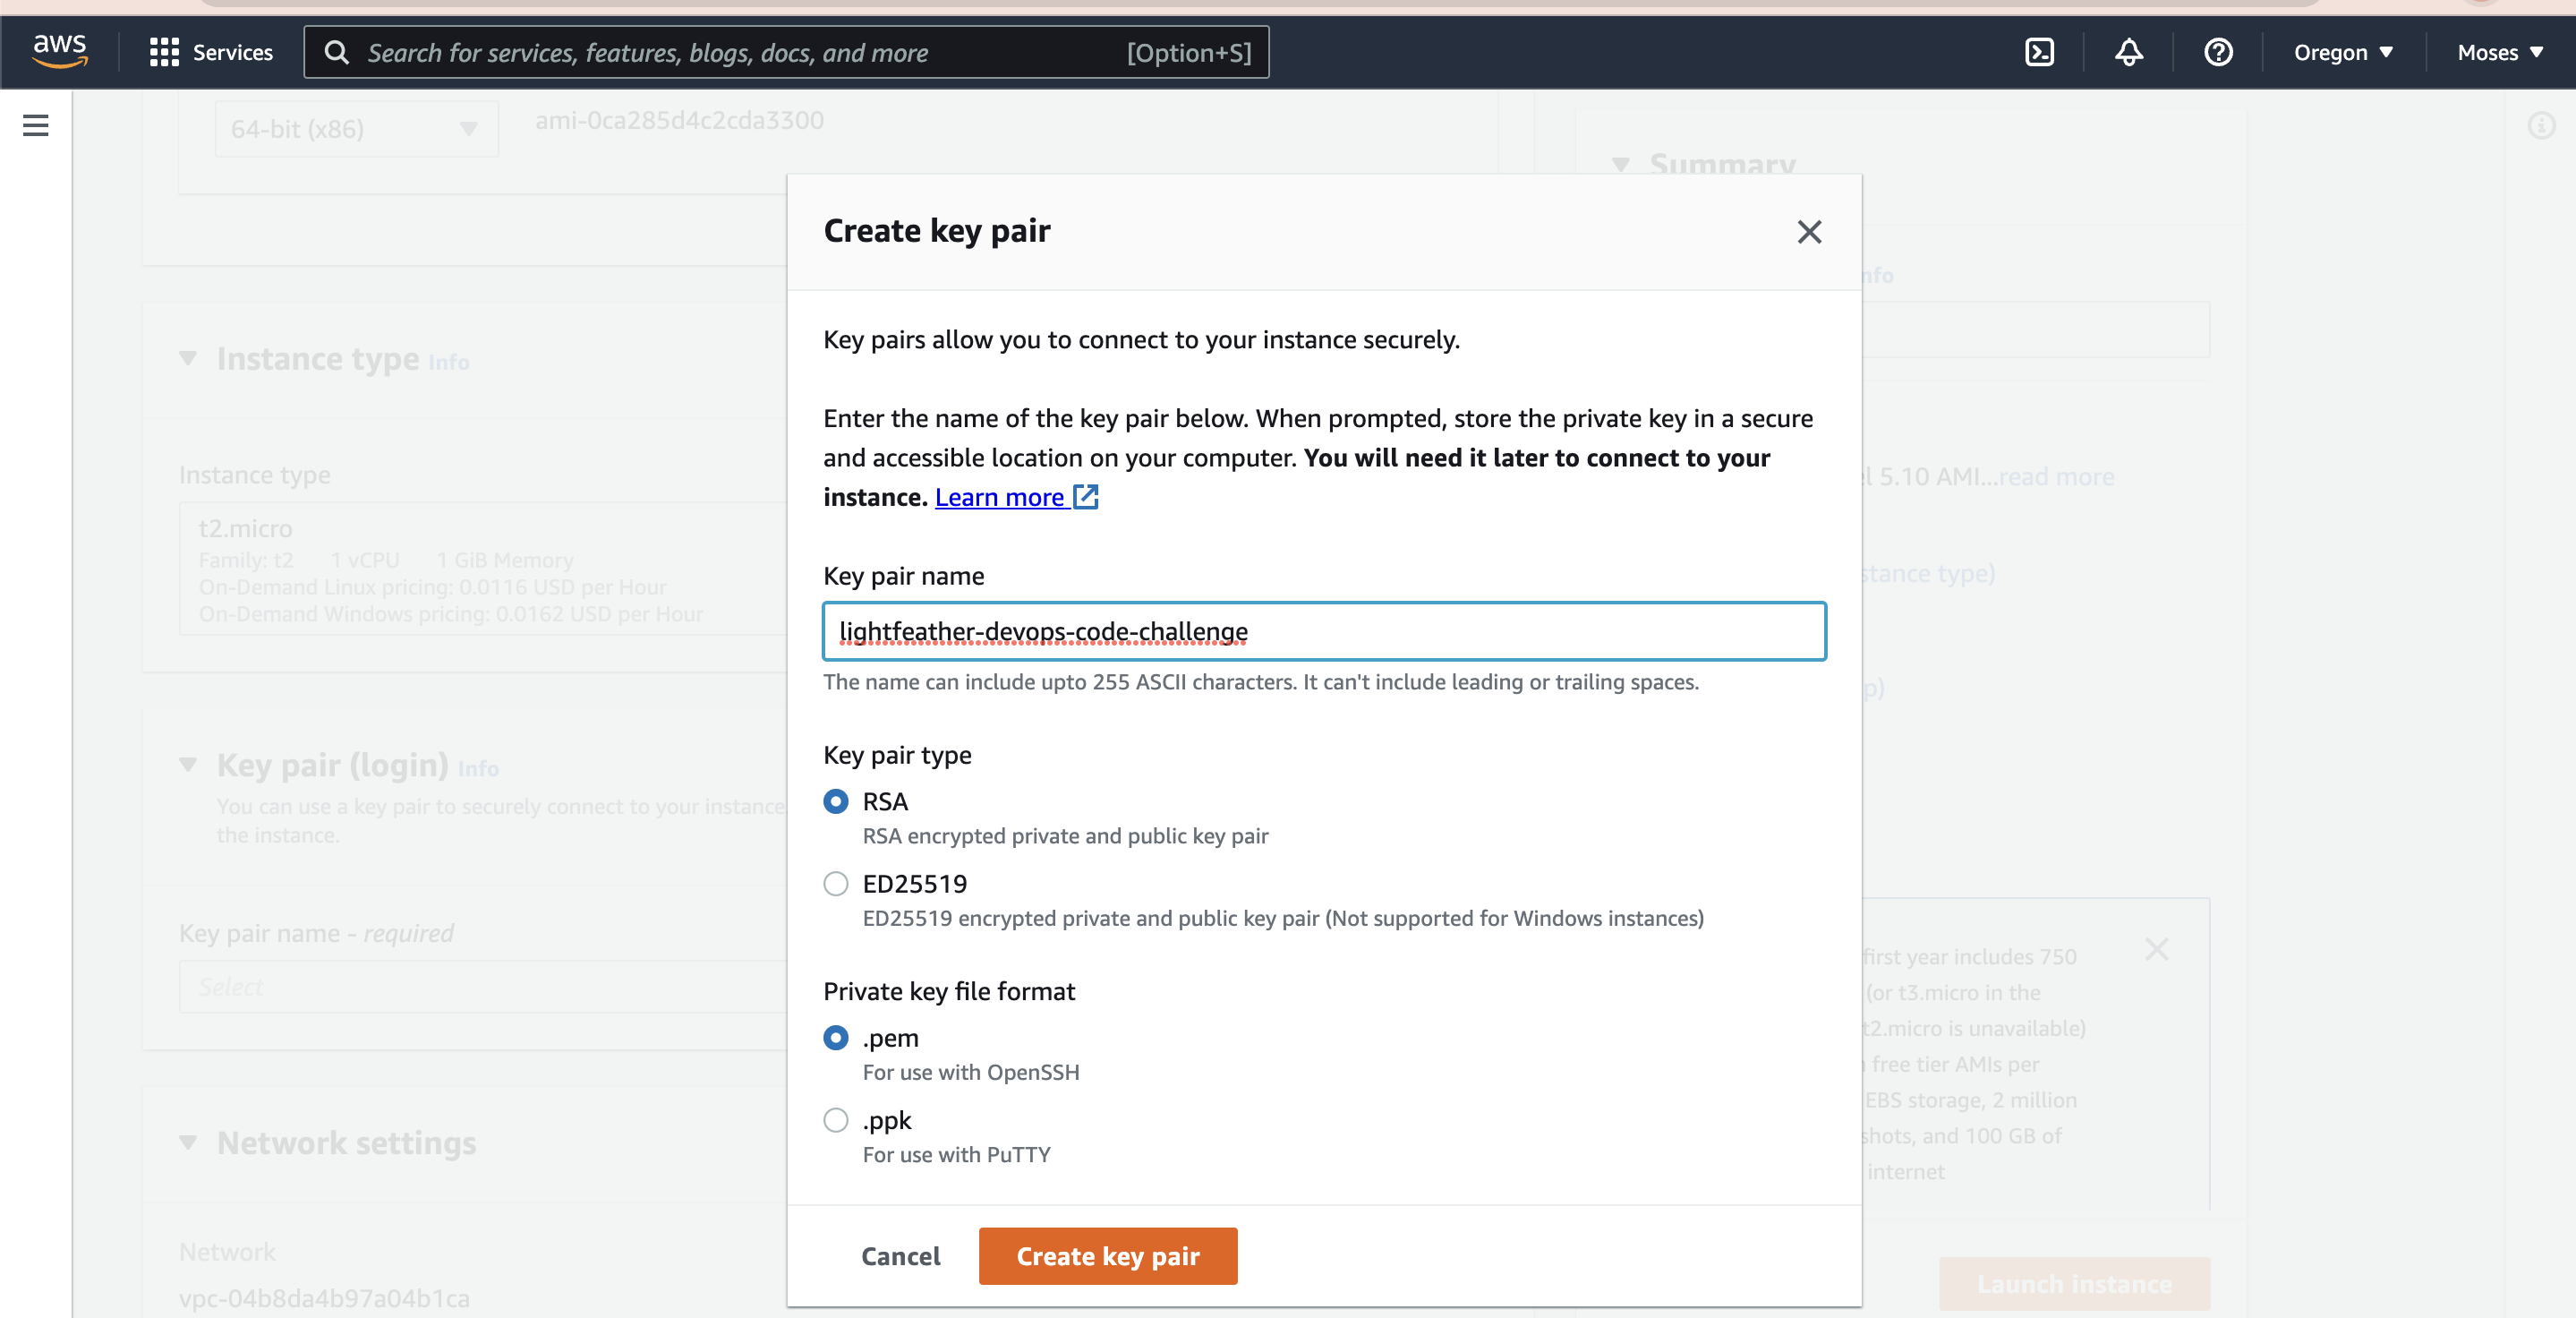 aws
Services
Search for services, features, blogs, docs, and more
[Option+S]
Oregon
Moses
64-bit (x86)
ami-0ca285d4c2cda3300
Summary
Instance type Info
Instance type
t2.micro
Family: t2 1 vCPU 1 GiB Memory
On-Demand Linux pricing: 0.0116 USD per Hour
On-Demand Windows pricing: 0.0162 USD per Hour
Key pair (login) Info
You can use a key pair to securely connect to your instance
the instance.
Key pair name - required
Select
Network settings
Network
vpc-04b8da4b97a04b1ca
Create key pair
Key pairs allow you to connect to your instance securely.
Enter the name of the key pair below. When prompted, store the private key in a secure
and accessible location on your computer. You will need it later to connect to your
instance. Learn more
Key pair name
lightfeather-devops-code-challenge
The name can include upto 255 ASCII characters. It can't include leading or trailing spaces.
Key pair type
RSA
RSA encrypted private and public key pair
ED25519
ED25519 encrypted private and public key pair (Not supported for Windows instances)
Private key file format
.pem
For use with OpenSSH
.ppk
For use with PuTTY
Cancel
Create key pair
nfo
l 5.10 AMI...read more
stance type)
p)
first year includes 750
(or t3.micro in the
t2.micro is unavailable)
free tier AMIs per
EBS storage, 2 million
shots, and 100 GB of
internet
Launch instance